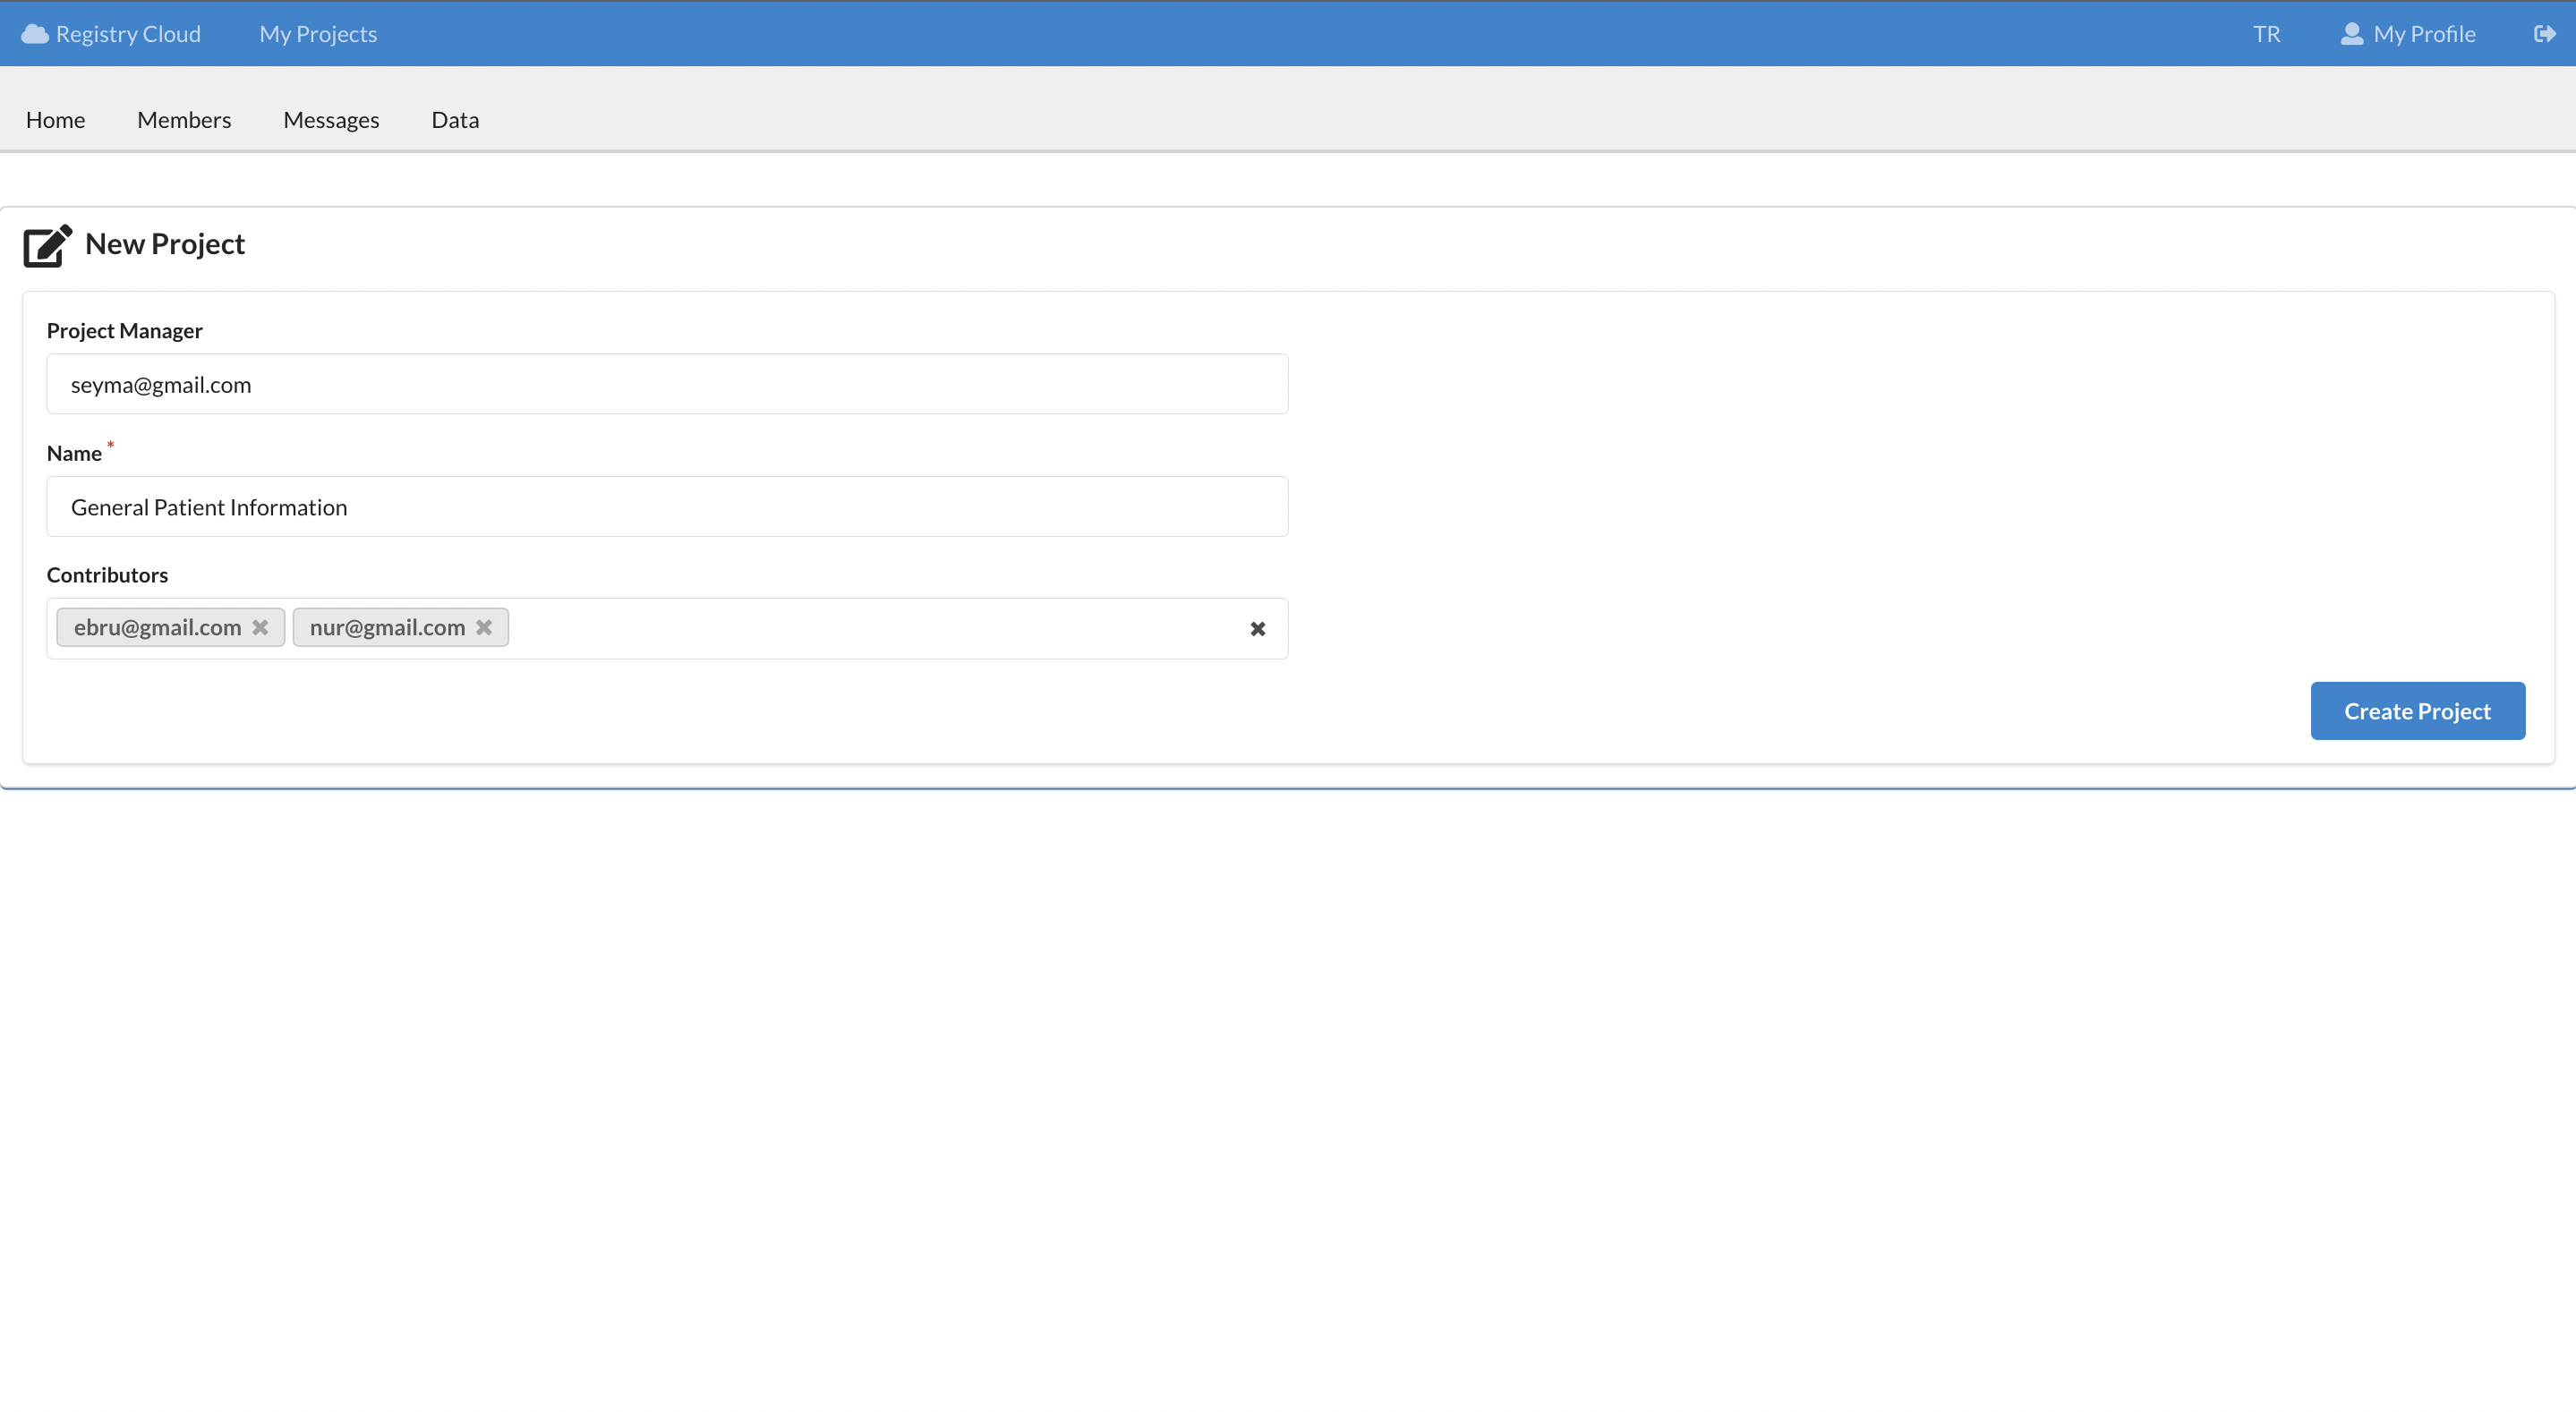 Registry Cloud My Projects TR My Profile
Home Members Messages Data
New Project
Project Manager
seyma@gmail.com
Name *
General Patient Information
Contributors
ebru@gmail.com nur@gmail.com
Create Project